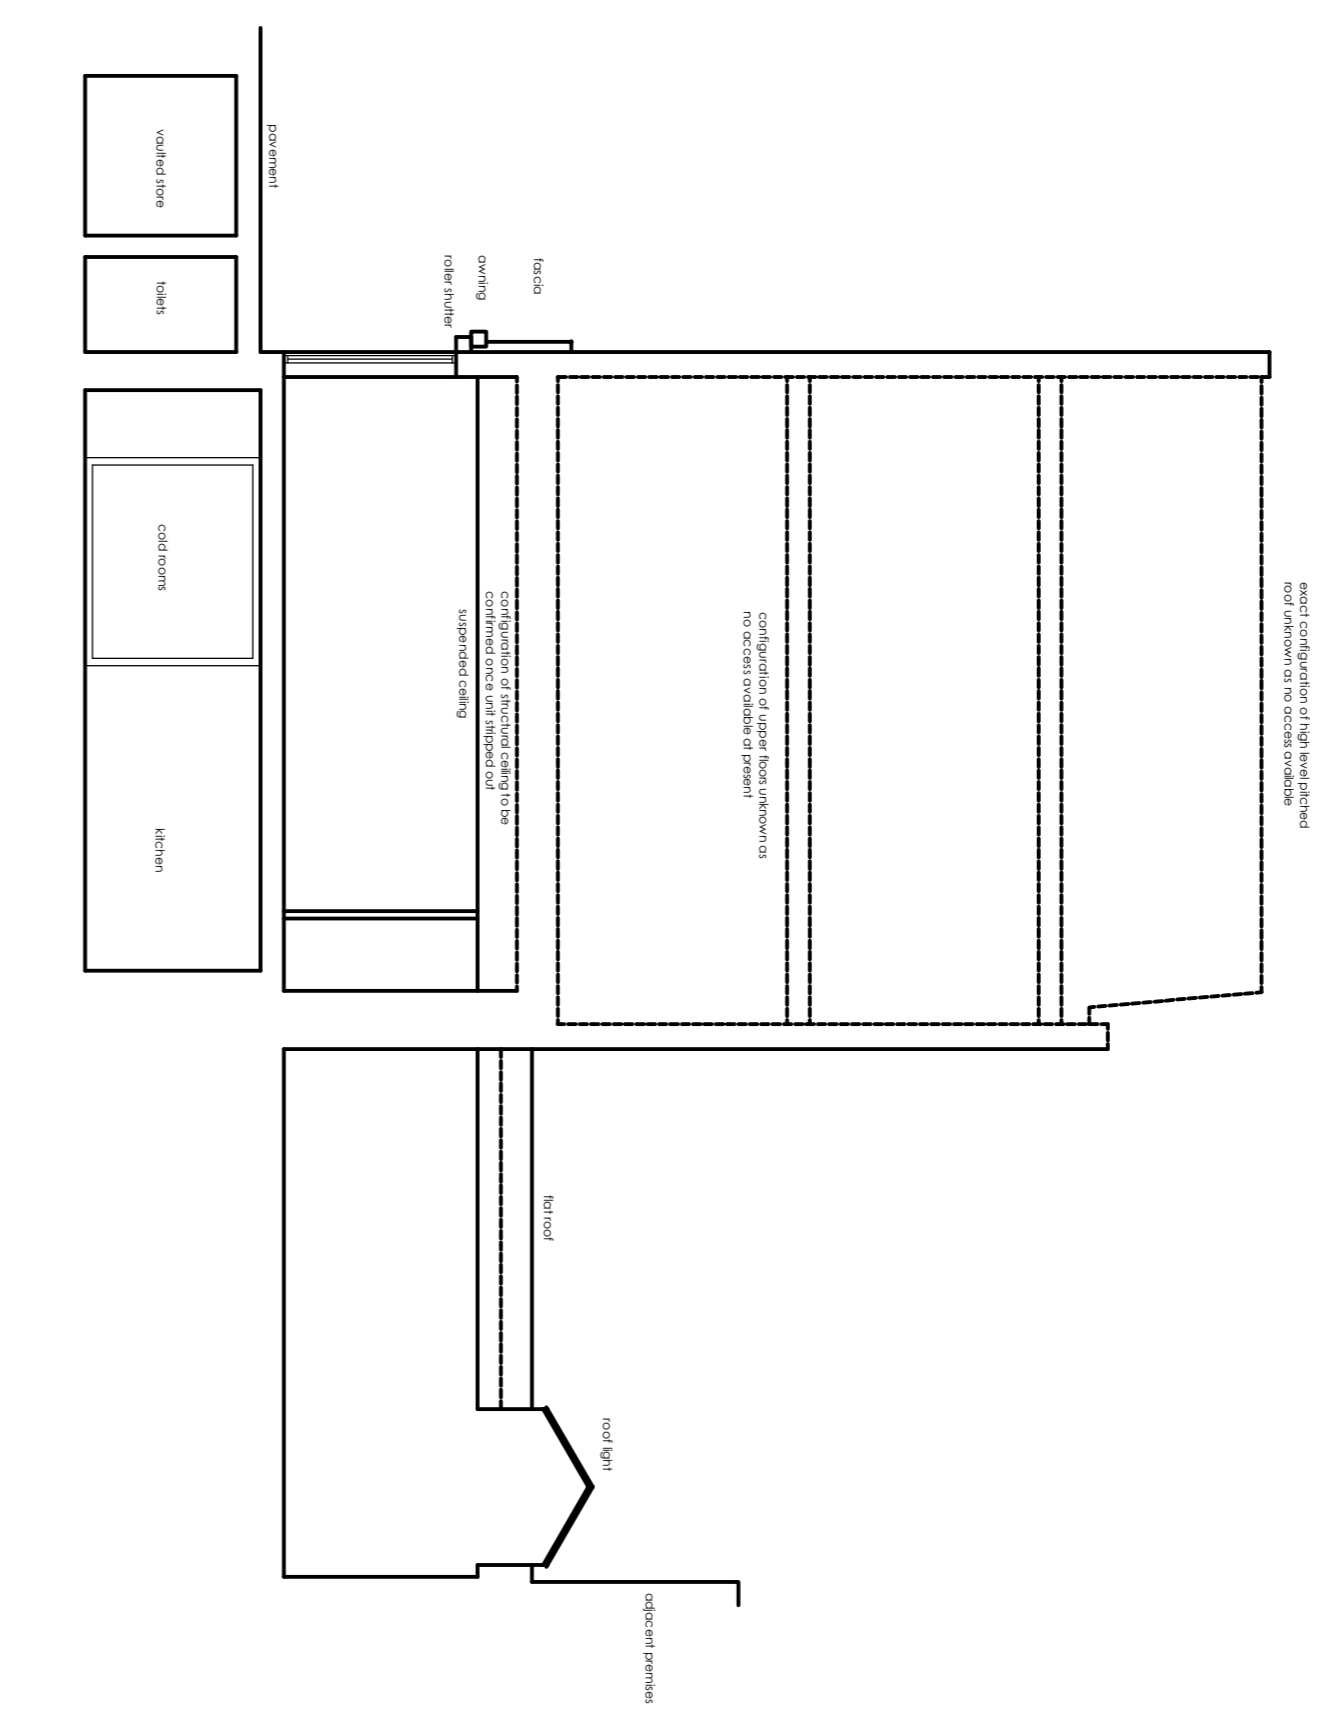 exact configuration of high level pitched
roof unknown as no access available
configuration of upper floors unknown as
no access available at present
adjacent premises
roof light
flat roof
fascia
awning
roller shutter
configuration of structural ceiling to be
confirmed once unit stripped out
suspended ceiling
pavement
vaulted store
toilets
cold rooms
kitchen